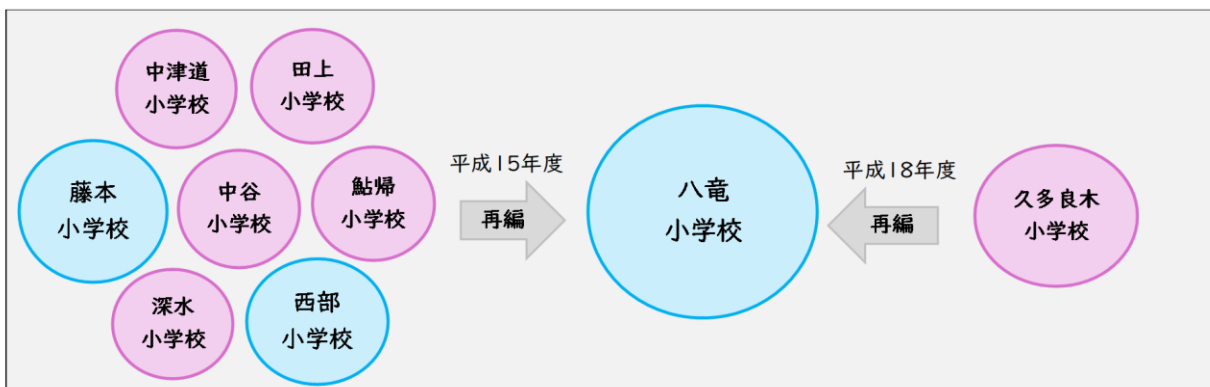 中津道
小学校
田上
小学校
藤本
小学校
中谷
小学校
鮎帰
小学校
深水
小学校
西部
小学校
平成15年度
再編
八竜
小学校
平成18年度
再編
久多良木
小学校